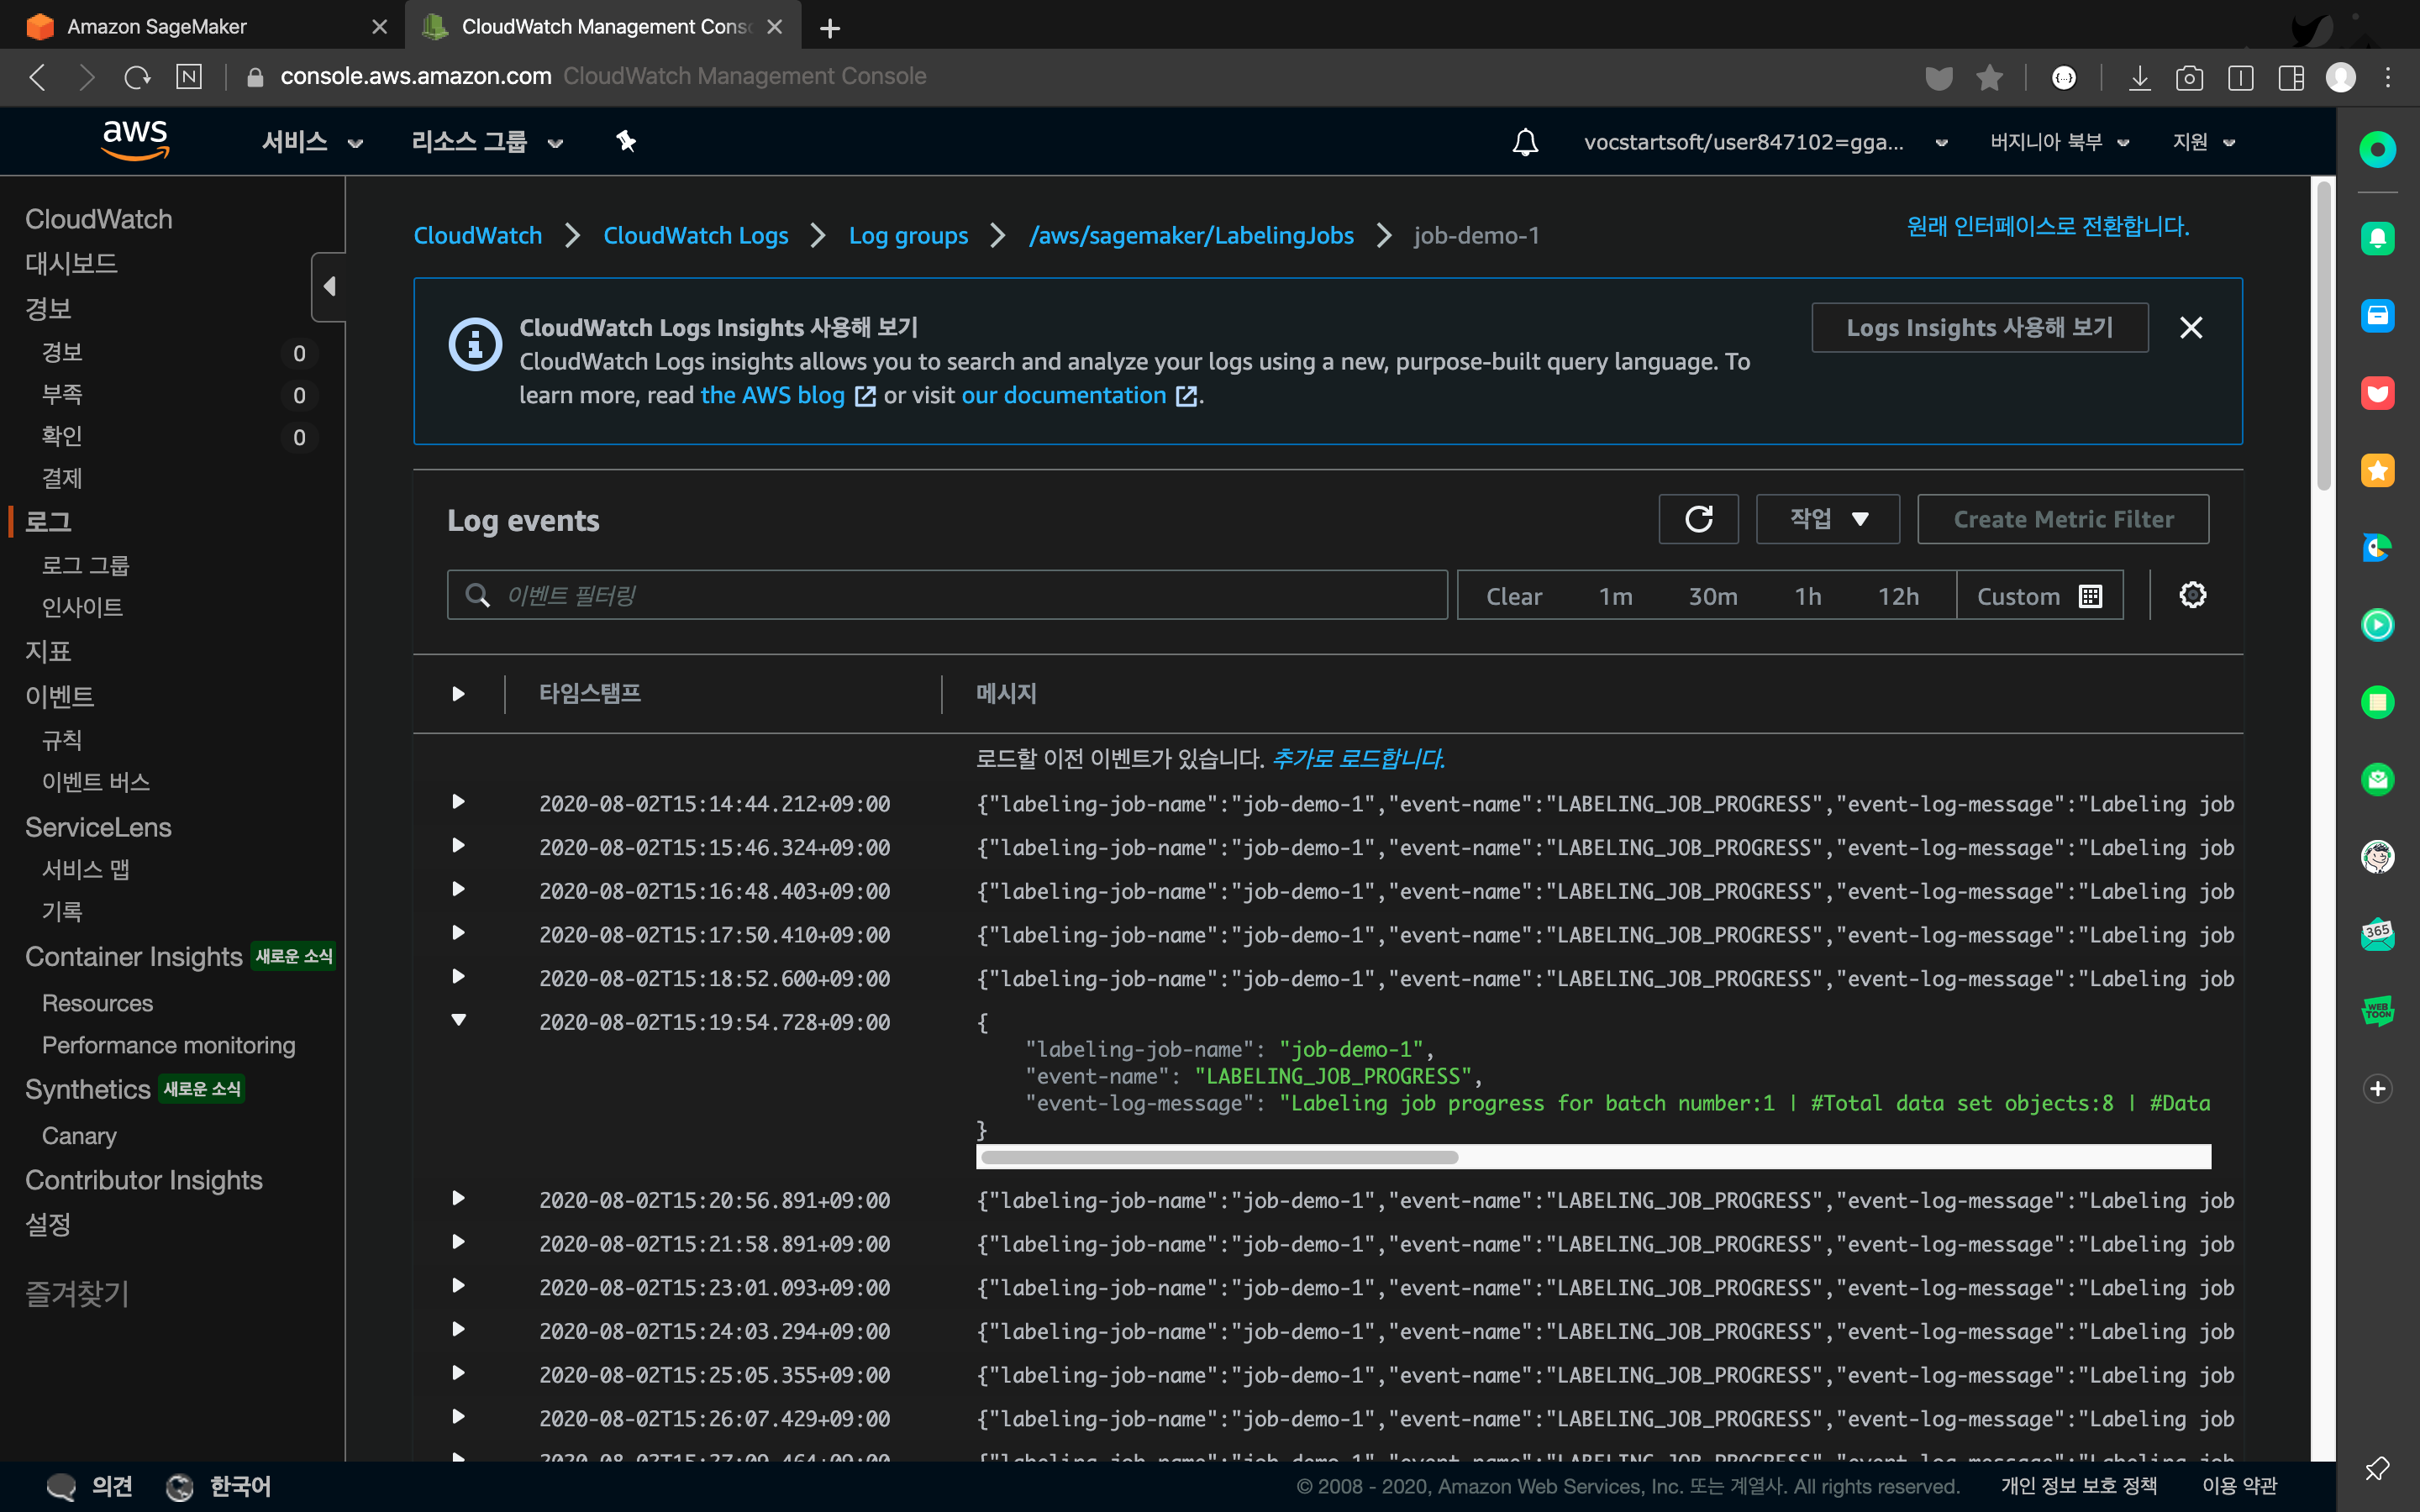 Amazon SageMaker
CloudWatch Management Cons
console.aws.amazon.com CloudWatch Management Console
aws
서비스
리소스 그룹
vocstartsoft/user847102=gga...
버지니아 북부
지원
CloudWatch
대시보드
경보
경보 0
부족 0
확인 0
결제
로그
로그 그룹
인사이트
지표
이벤트
규칙
이벤트 버스
ServiceLens
서비스 맵
기록
Container Insights 새로운 소식
Resources
Performance monitoring
Synthetics 새로운 소식
Canary
Contributor Insights
설정
즐겨찾기
CloudWatch > CloudWatch Logs > Log groups > /aws/sagemaker/LabelingJobs > job-demo-1
원래 인터페이스로 전환합니다.
CloudWatch Logs Insights 사용해 보기
CloudWatch Logs insights allows you to search and analyze your logs using a new, purpose-built query language. To
learn more, read the AWS blog or visit our documentation .
Logs Insights 사용해 보기
Log events
작업
Create Metric Filter
이벤트 필터링
Clear 1m 30m 1h 12h Custom
타임스탬프 메시지
로드할 이전 이벤트가 있습니다. 추가로 로드합니다.
2020-08-02T15:14:44.212+09:00 {"labeling-job-name":"job-demo-1","event-name":"LABELING_JOB_PROGRESS","event-log-message":"Labeling job
2020-08-02T15:15:46.324+09:00 {"labeling-job-name":"job-demo-1","event-name":"LABELING_JOB_PROGRESS","event-log-message":"Labeling job
2020-08-02T15:16:48.403+09:00 {"labeling-job-name":"job-demo-1","event-name":"LABELING_JOB_PROGRESS","event-log-message":"Labeling job
2020-08-02T15:17:50.410+09:00 {"labeling-job-name":"job-demo-1","event-name":"LABELING_JOB_PROGRESS","event-log-message":"Labeling job
2020-08-02T15:18:52.600+09:00 {"labeling-job-name":"job-demo-1","event-name":"LABELING_JOB_PROGRESS","event-log-message":"Labeling job
2020-08-02T15:19:54.728+09:00 {
"labeling-job-name": "job-demo-1",
"event-name": "LABELING_JOB_PROGRESS",
"event-log-message": "Labeling job progress for batch number:1 | #Total data set objects:8 | #Data
}
2020-08-02T15:20:56.891+09:00 {"labeling-job-name":"job-demo-1","event-name":"LABELING_JOB_PROGRESS","event-log-message":"Labeling job
2020-08-02T15:21:58.891+09:00 {"labeling-job-name":"job-demo-1","event-name":"LABELING_JOB_PROGRESS","event-log-message":"Labeling job
2020-08-02T15:23:01.093+09:00 {"labeling-job-name":"job-demo-1","event-name":"LABELING_JOB_PROGRESS","event-log-message":"Labeling job
2020-08-02T15:24:03.294+09:00 {"labeling-job-name":"job-demo-1","event-name":"LABELING_JOB_PROGRESS","event-log-message":"Labeling job
2020-08-02T15:25:05.355+09:00 {"labeling-job-name":"job-demo-1","event-name":"LABELING_JOB_PROGRESS","event-log-message":"Labeling job
2020-08-02T15:26:07.429+09:00 {"labeling-job-name":"job-demo-1","event-name":"LABELING_JOB_PROGRESS","event-log-message":"Labeling job
365
WEB
TOON
의견
한국어
© 2008 - 2020, Amazon Web Services, Inc. 또는 계열사. All rights reserved.
개인 정보 보호 정책
이용 약관